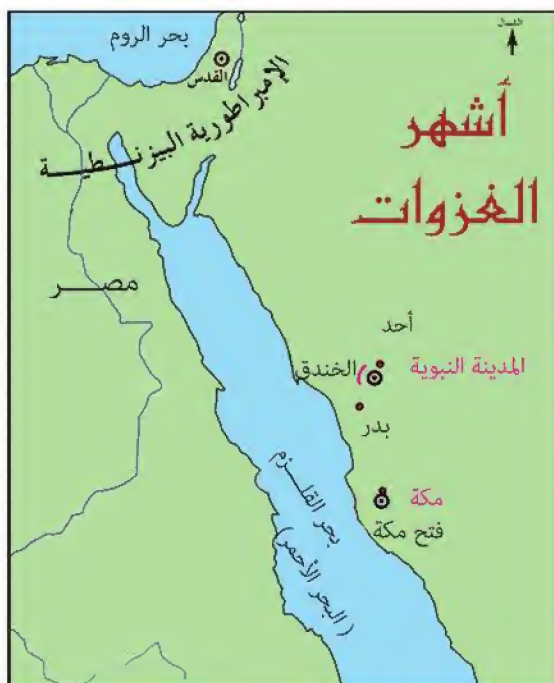 بحر الروم
القدس
الإمبراطورية البيزنطية
شمال
أشهر
الغزوات
مصر
أحد
المدينة النبوية
الخندق
بدر
بحر القلزم
(البحر الأحمر)
مكة
فتح مكة